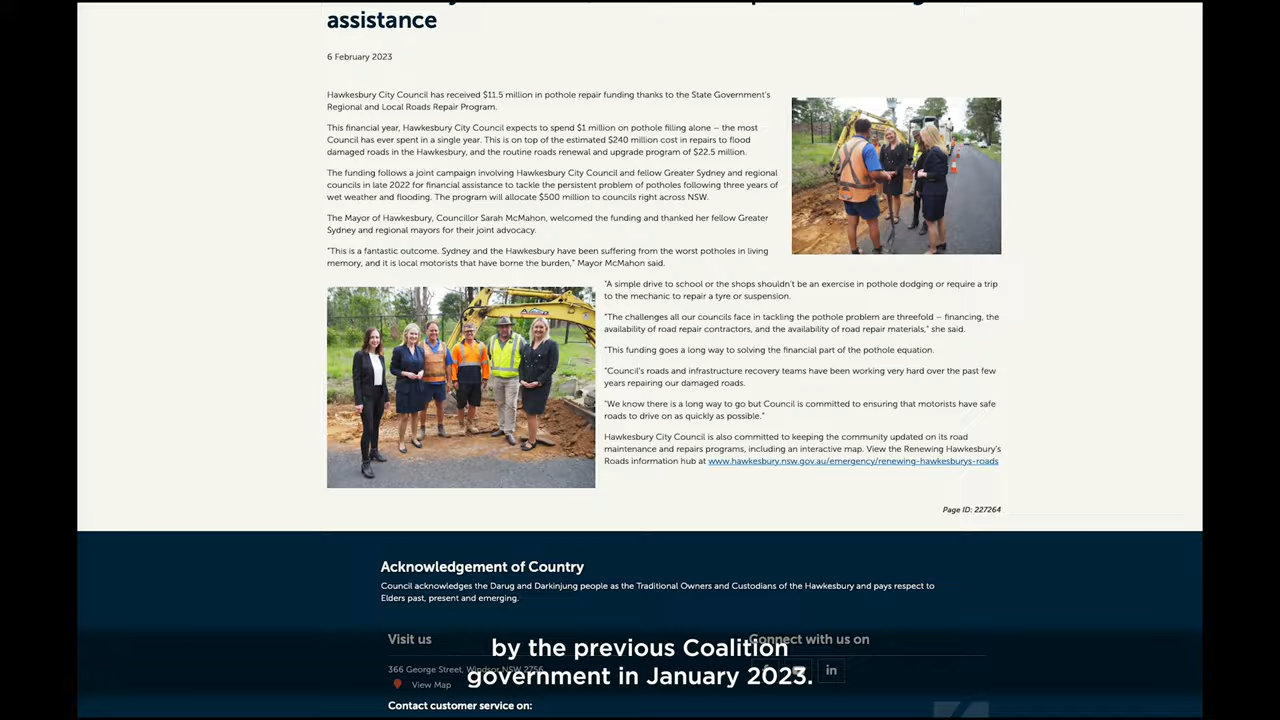 assistance
6 February 2023
Hawkesbury City Council has received $11.5 million in pothole repair funding thanks to the State Government's
Regional and Local Roads Repair Program.
This financial year, Hawkesbury City Council expects to spend $1 million on pothole filling alone – the most
Council has ever spent in a single year. This is on top of the estimated $240 million cost in repairs to flood
damaged roads in the Hawkesbury, and the routine roads renewal and upgrade program of $22.5 million.
The funding follows a joint campaign involving Hawkesbury City Council and fellow Greater Sydney and regional
councils in late 2022 for financial assistance to tackle the persistent problem of potholes following three years of
wet weather and flooding. The program will allocate $500 million to councils right across NSW.
The Mayor of Hawkesbury, Councillor Sarah McMahon, welcomed the funding and thanked her fellow Greater
Sydney and regional mayors for their joint advocacy.
"This is a fantastic outcome. Sydney and the Hawkesbury have been suffering from the worst potholes in living
memory, and it is local motorists that have borne the burden," Mayor McMahon said.
"A simple drive to school or the shops shouldn't be an exercise in pothole dodging or require a trip
to the mechanic to repair a tyre or suspension.
"The challenges all our councils face in tackling the pothole problem are threefold – financing, the
availability of road repair contractors, and the availability of road repair materials," she said.
"This funding goes a long way to solving the financial part of the pothole equation.
"Council's roads and infrastructure recovery teams have been working very hard over the past few
years repairing our damaged roads.
"We know there is a long way to go but Council is committed to ensuring that motorists have safe
roads to drive on as quickly as possible."
Hawkesbury City Council is also committed to keeping the community updated on its road
maintenance and repairs programs, including an interactive map. View the Renewing Hawkesbury's
Roads information hub at www.hawkesbury.nsw.gov.au/emergency/renewing-hawkesburys-roads
Page ID: 227264
Acknowledgement of Country
Council acknowledges the Darug and Darkinjung people as the Traditional Owners and Custodians of the Hawkesbury and pays respect to
Elders past, present and emerging.
Visit us
Connect with us on
by the previous Coalition
government in January 2023.
366 George Street, Windsor NSW 2756
View Map
in
Contact customer service on: